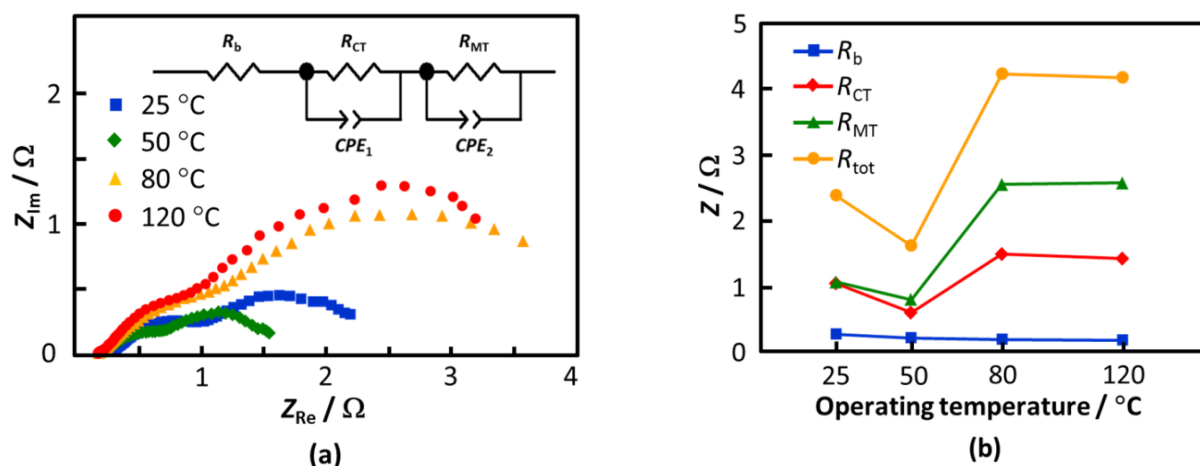 R_b R_CT R_MT
CPE_1 CPE_2
25 °C
50 °C
80 °C
120 °C
Z_Im / Ω
2
1
0
1 2 3 4
Z_Re / Ω
(a)
R_b
R_CT
R_MT
R_tot
Z / Ω
5
4
3
2
1
0
25 50 80 120
Operating temperature / °C
(b)